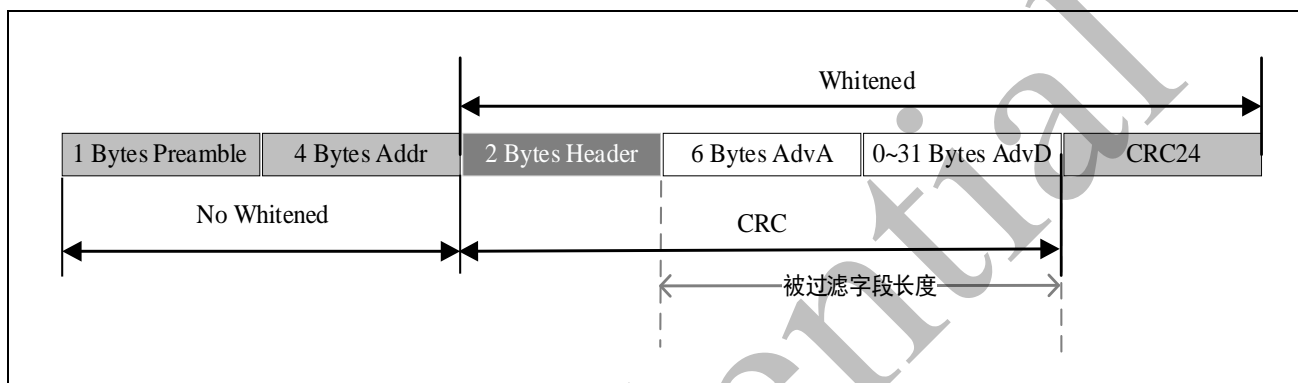 Whitened
1 Bytes Preamble 4 Bytes Addr 2 Bytes Header 6 Bytes AdvA 0~31 Bytes AdvD CRC24
No Whitened
CRC
被过滤字段长度
ential